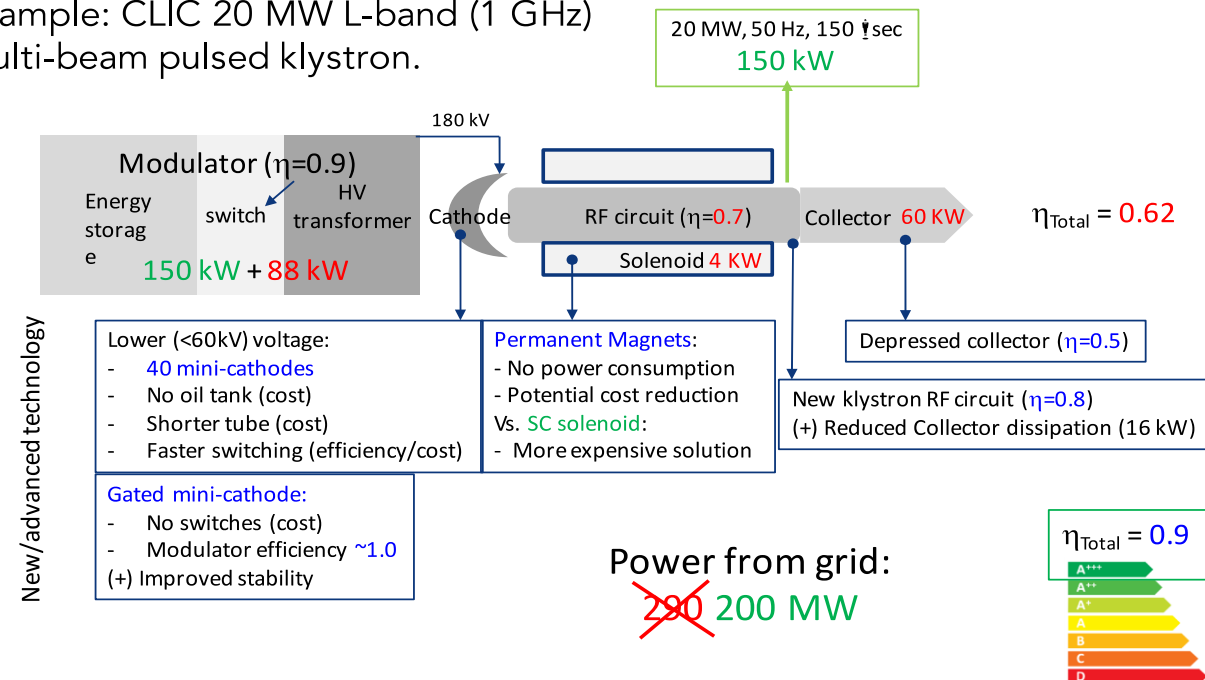 ample: CLIC 20 MW L-band (1 GHz)
ulti-beam pulsed klystron.
20 MW, 50 Hz, 150 sec
150 kW
180 kV
Modulator (η=0.9)
Energy
storag
e
switch
HV
transformer
150 kW + 88 kW
Cathode
RF circuit (η=0.7)
Solenoid 4 KW
Collector 60 KW
ηTotal = 0.62
New/advanced technology
Lower (<60kV) voltage:
- 40 mini-cathodes
- No oil tank (cost)
- Shorter tube (cost)
- Faster switching (efficiency/cost)
Gated mini-cathode:
- No switches (cost)
- Modulator efficiency ~1.0
(+) Improved stability
Permanent Magnets:
- No power consumption
- Potential cost reduction
Vs. SC solenoid:
- More expensive solution
Depressed collector (η=0.5)
New klystron RF circuit (η=0.8)
(+) Reduced Collector dissipation (16 kW)
Power from grid:
290 200 MW
ηTotal = 0.9
A+++
A++
A+
A
B
C
D